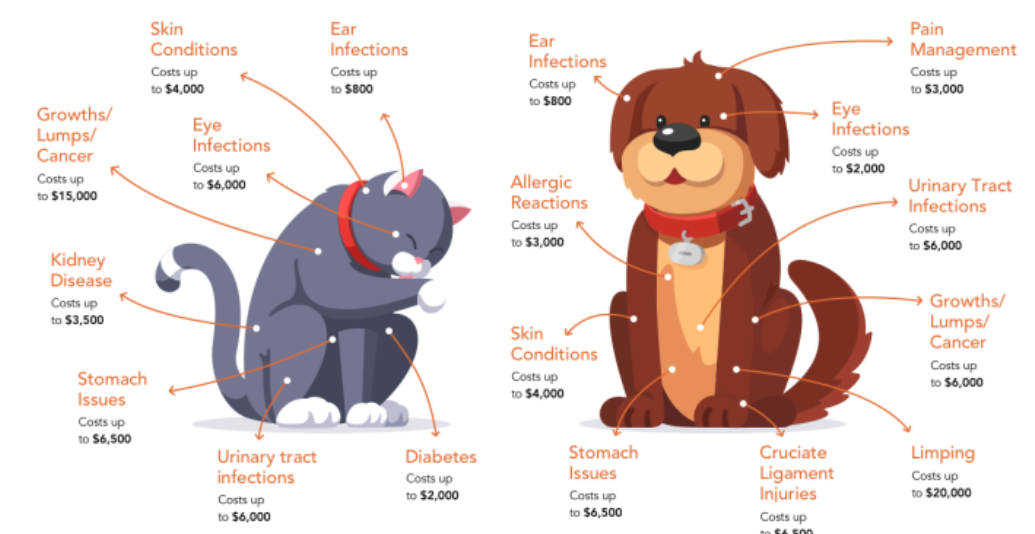 Skin
Conditions
Costs up
to $4,000
Ear
Infections
Costs up
to $800
Growths/
Lumps/
Cancer
Costs up
to $15,000
Eye
Infections
Costs up
to $6,000
Kidney
Disease
Costs up
to $3,500
Stomach
Issues
Costs up
to $6,500
Urinary tract
infections
Costs up
to $6,000
Diabetes
Costs up
to $2,000
Ear
Infections
Costs up
to $800
Pain
Management
Costs up
to $3,000
Eye
Infections
Costs up
to $2,000
Allergic
Reactions
Costs up
to $3,000
Urinary Tract
Infections
Costs up
to $6,000
Skin
Conditions
Costs up
to $4,000
Growths/
Lumps/
Cancer
Costs up
to $6,000
Stomach
Issues
Costs up
to $6,500
Cruciate
Ligament
Injuries
Costs up
to $6,500
Limping
Costs up
to $20,000